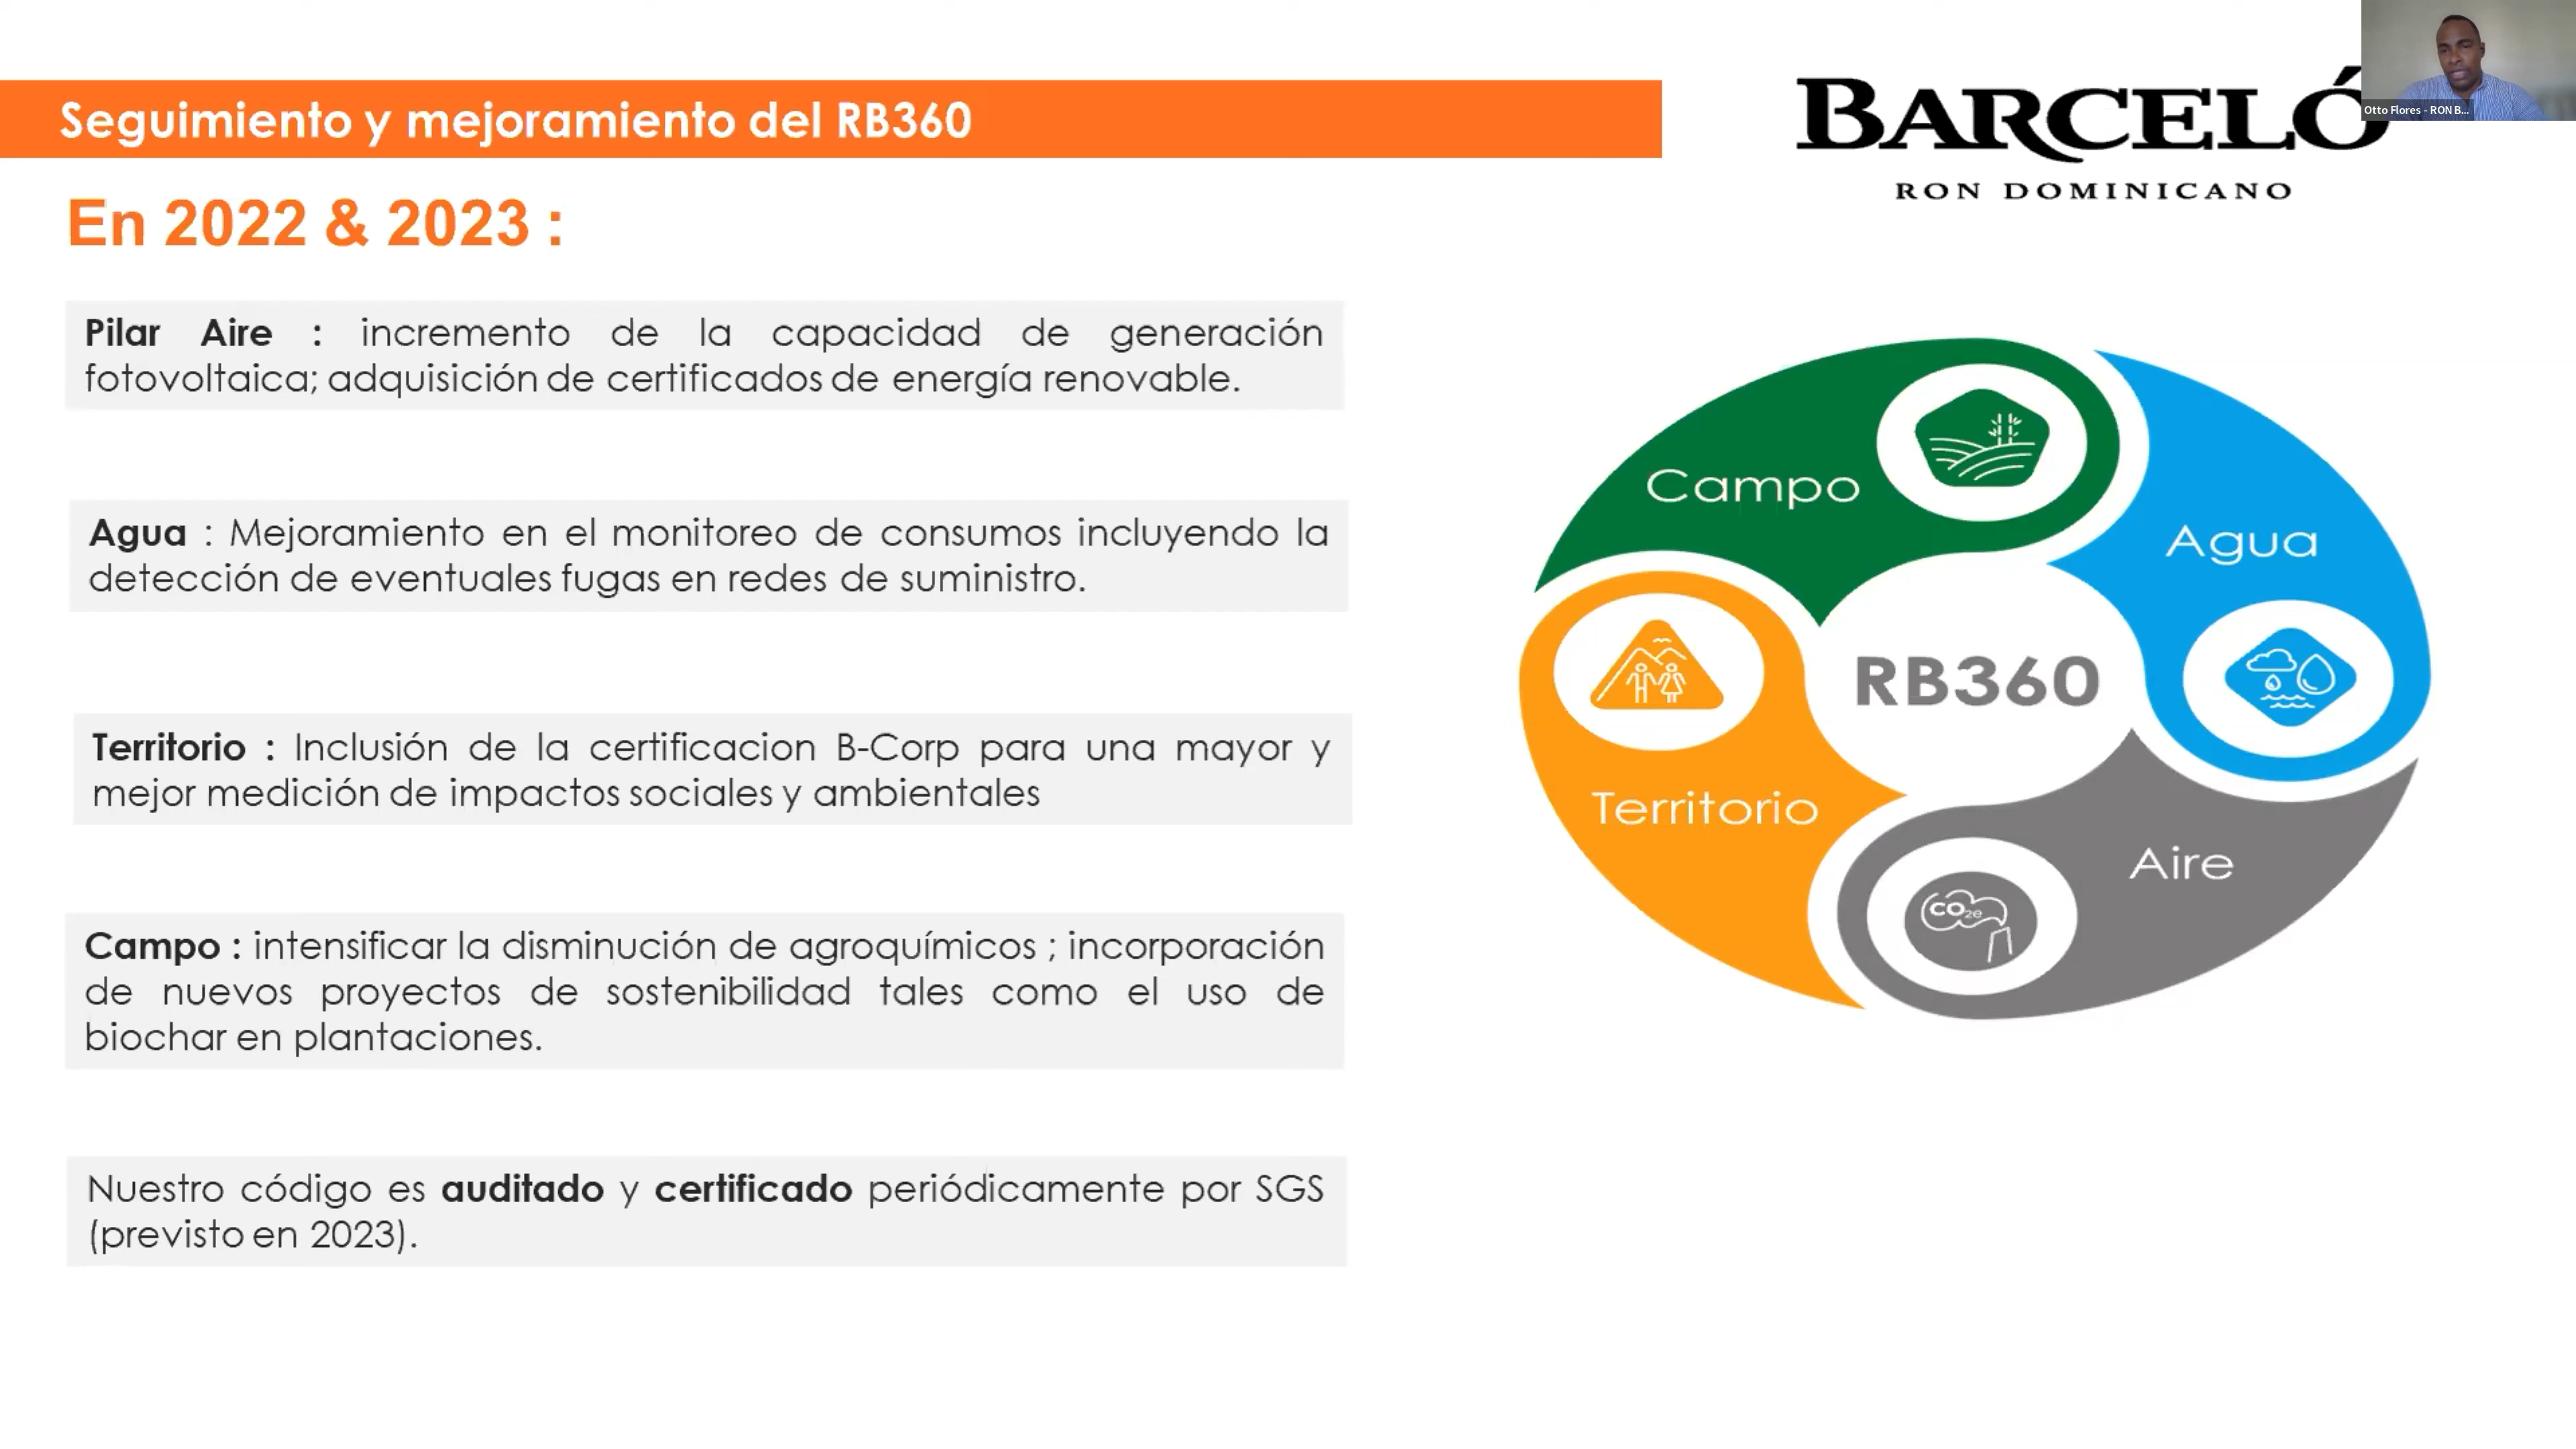 Seguimiento y mejoramiento del RB360
BARCELÓ
RON DOMINICANO
Otto Flores - RON B...
En 2022 & 2023 :
Pilar Aire : incremento de la capacidad de generación
fotovoltaica; adquisición de certificados de energía renovable.
Agua : Mejoramiento en el monitoreo de consumos incluyendo la
detección de eventuales fugas en redes de suministro.
Territorio : Inclusión de la certificacion B-Corp para una mayor y
mejor medición de impactos sociales y ambientales
Campo : intensificar la disminución de agroquímicos ; incorporación
de nuevos proyectos de sostenibilidad tales como el uso de
biochar en plantaciones.
Nuestro código es auditado y certificado periódicamente por SGS
(previsto en 2023).
Campo
Agua
RB360
Territorio
Aire
CO2e